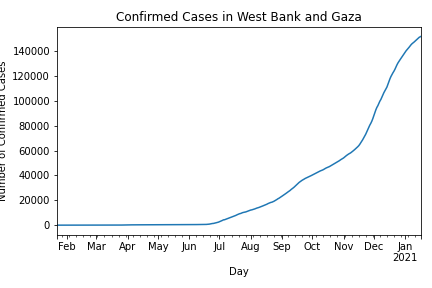 Confirmed Cases in West Bank and Gaza
Number of Confirmed Cases
140000
120000
100000
80000
60000
40000
20000
0
Feb Mar Apr May Jun Jul Aug Sep Oct Nov Dec Jan
2021
Day